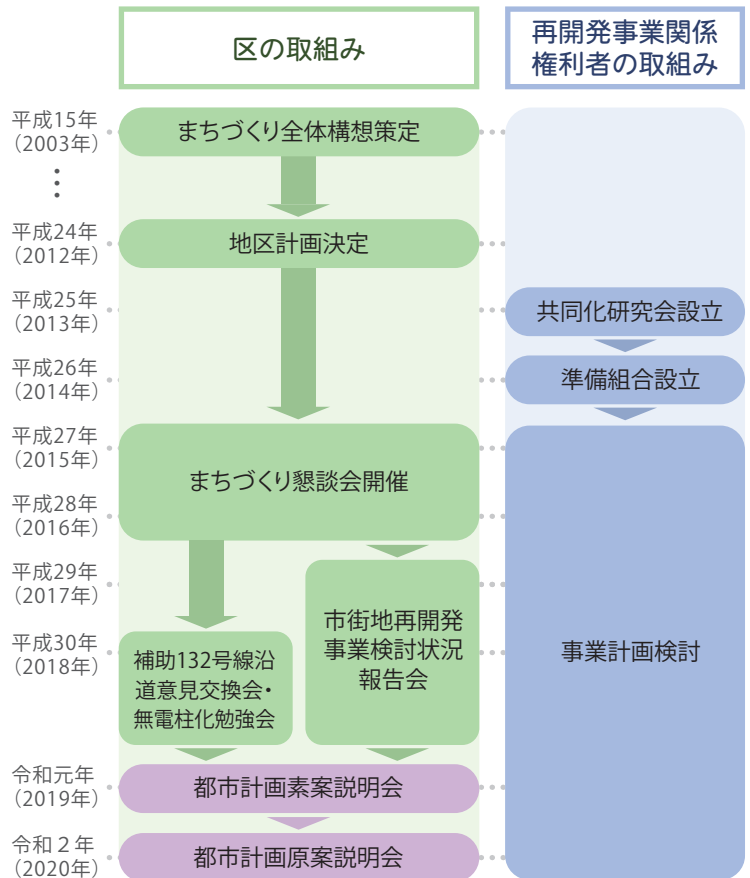 区の取組み
再開発事業関係
権利者の取組み
平成15年
（2003年）
まちづくり全体構想策定
平成24年
（2012年）
地区計画決定
平成25年
（2013年）
共同化研究会設立
平成26年
（2014年）
準備組合設立
平成27年
（2015年）
まちづくり懇談会開催
平成28年
（2016年）
平成29年
（2017年）
市街地再開発
事業検討状況
報告会
平成30年
（2018年）
補助132号線沿
道意見交換会・
無電柱化勉強会
事業計画検討
令和元年
（2019年）
都市計画素案説明会
令和２年
（2020年）
都市計画原案説明会